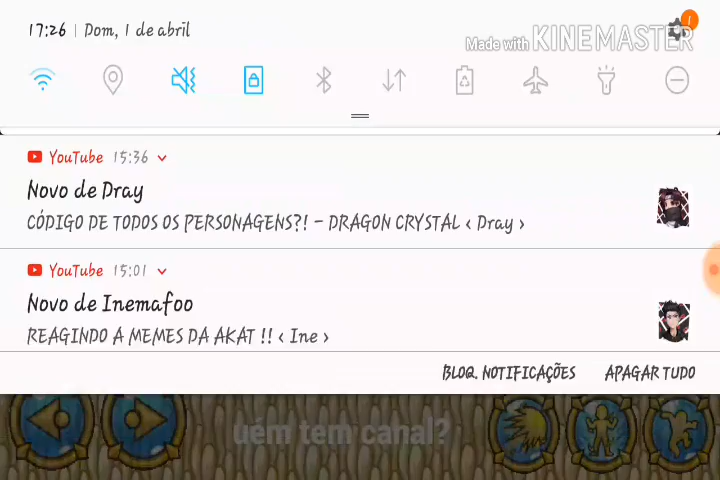 17:26 | Dom, 1 de abril
1
Made with KINEMASTER
YouTube 15:36
Novo de Dray
CÓDIGO DE TODOS OS PERSONAGENS?! - DRAGON CRYSTAL < Dray >
YouTube 15:01
Novo de Inemafoo
REAGINDO A MEMES DA AKAT !! < Ine >
BLOQ. NOTIFICAÇÕES APAGAR TUDO
uém tem canal?